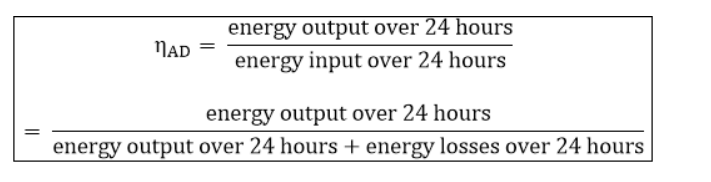 η_AD = energy output over 24 hours / energy input over 24 hours
= energy output over 24 hours / energy output over 24 hours + energy losses over 24 hours